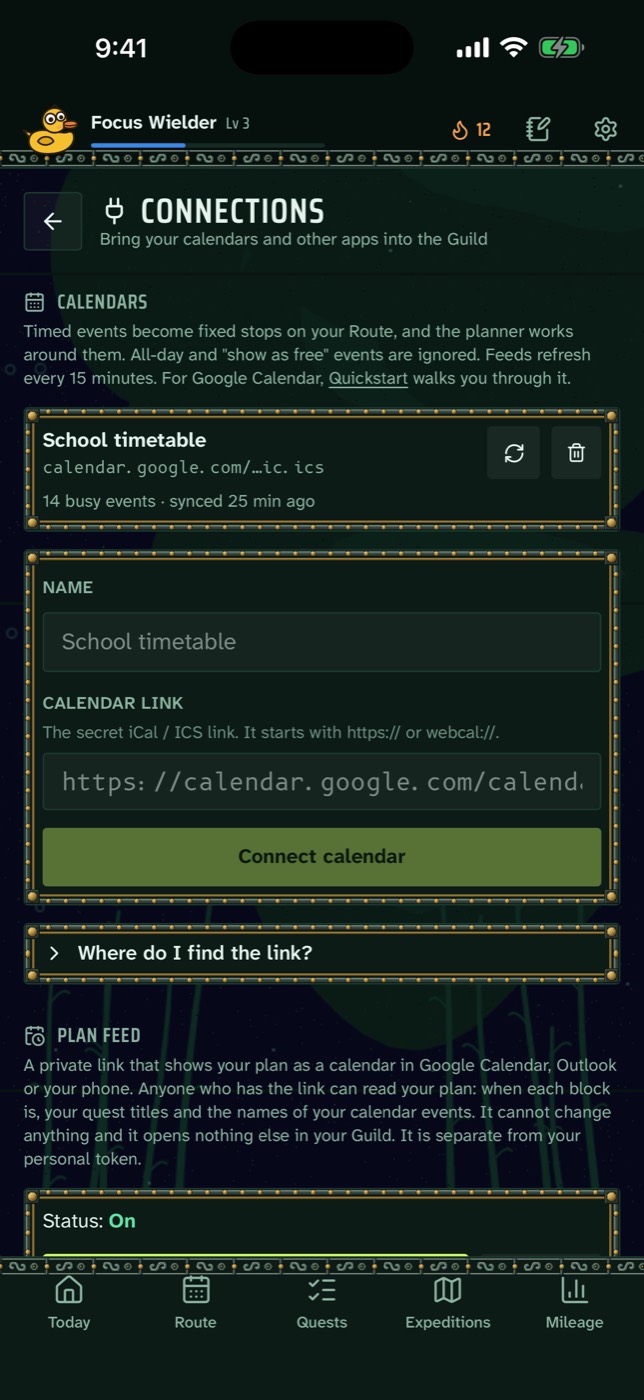 9:41
Focus Wielder Lv 3
12
CONNECTIONS
Bring your calendars and other apps into the Guild
CALENDARS
Timed events become fixed stops on your Route, and the planner works
around them. All-day and "show as free" events are ignored. Feeds refresh
every 15 minutes. For Google Calendar, Quickstart walks you through it.
School timetable
calendar.google.com/…ic.ics
14 busy events · synced 25 min ago
NAME
School timetable
CALENDAR LINK
The secret iCal / ICS link. It starts with https:// or webcal://.
https://calendar.google.com/calend
Connect calendar
Where do I find the link?
PLAN FEED
A private link that shows your plan as a calendar in Google Calendar, Outlook
or your phone. Anyone who has the link can read your plan: when each block
is, your quest titles and the names of your calendar events. It cannot change
anything and it opens nothing else in your Guild. It is separate from your
personal token.
Status: On
Today
Route
Quests
Expeditions
Mileage